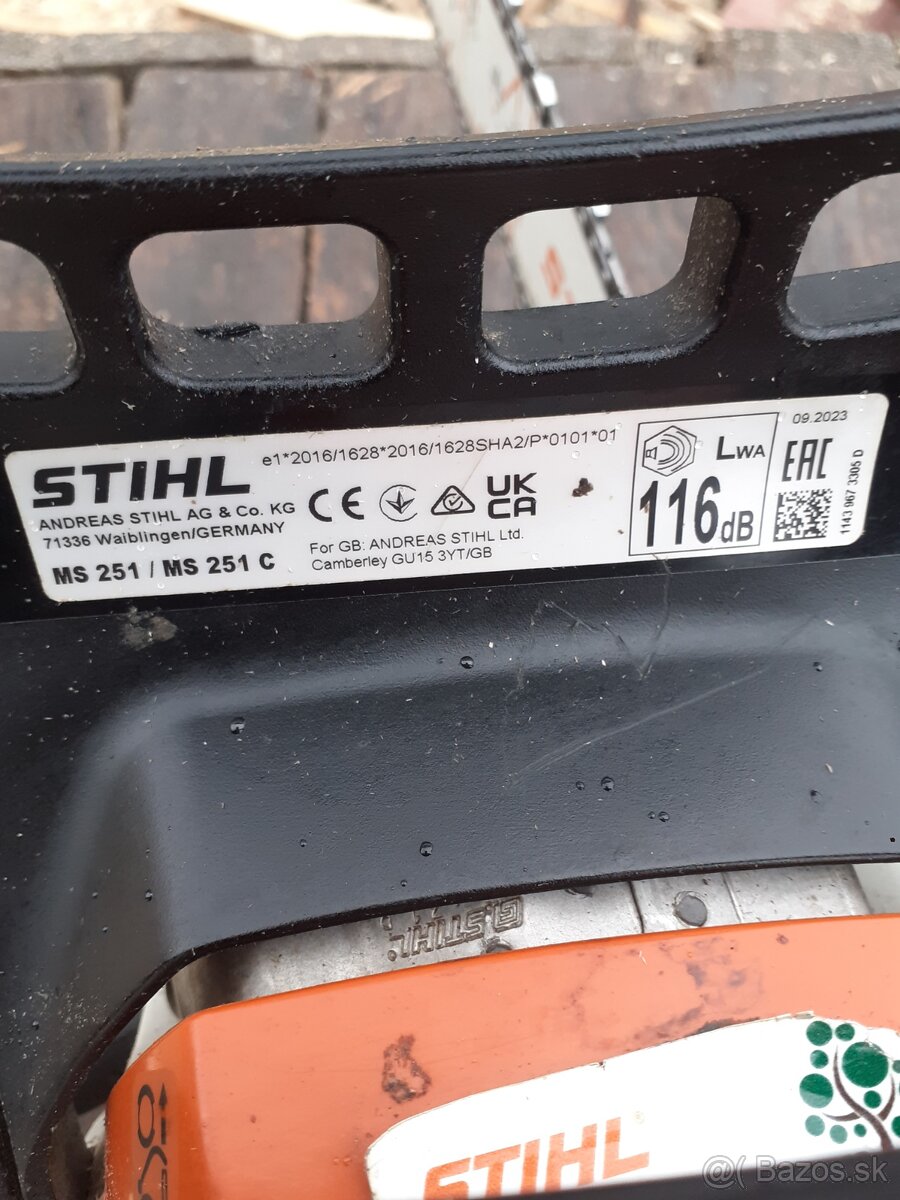 STIHL
ANDREAS STIHL AG & Co. KG
71336 Waiblingen/GERMANY
MS 251 / MS 251 C
e1*2016/1628*2016/1628SHA2/P*0101*01
CE
UK
CA
For GB: ANDREAS STIHL Ltd.
Camberley GU15 3YT/GB
LWA
116dB
09.2023
EAC
1143 967 3305 D
STIHL
STIHL
@( Bazos.sk